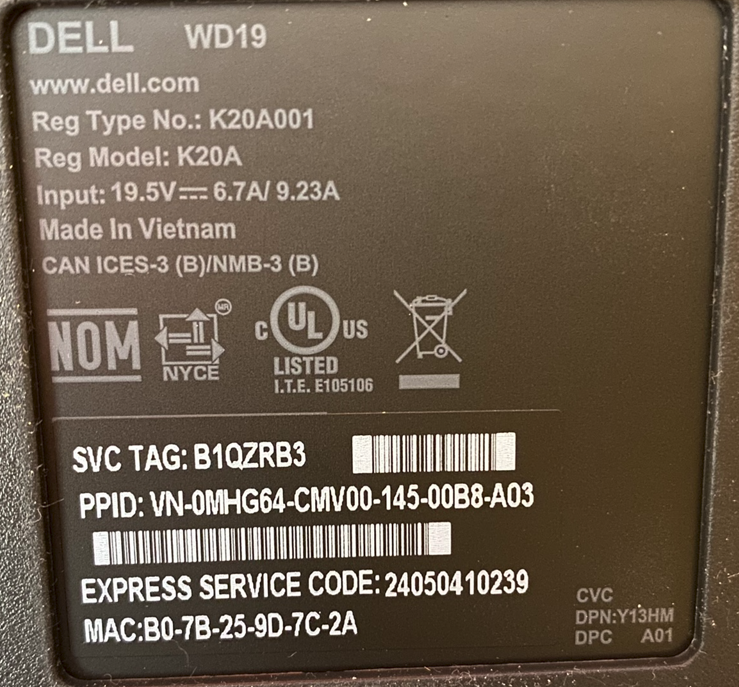 DELL WD19
www.dell.com
Reg Type No.: K20A001
Reg Model: K20A
Input: 19.5V⎓ 6.7A/ 9.23A
Made In Vietnam
CAN ICES-3 (B)/NMB-3 (B)
NOM NYCE MR C UL US
LISTED
I.T.E. E105106
SVC TAG: B1QZRB3
PPID: VN-0MHG64-CMV00-145-00B8-A03
EXPRESS SERVICE CODE: 24050410239
MAC:B0-7B-25-9D-7C-2A
CVC
DPN:Y13HM
DPC A01